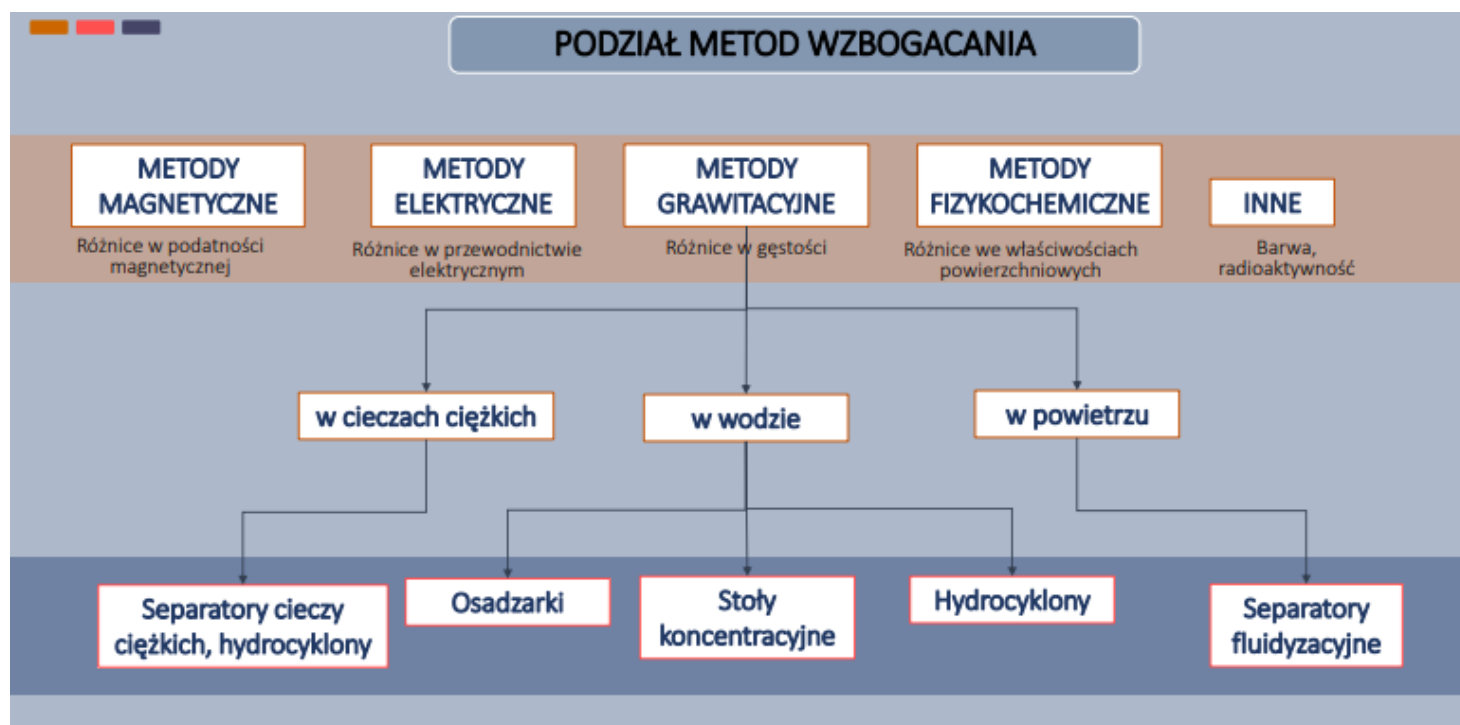 PODZIAŁ METOD WZBOGACANIA
METODY
MAGNETYCZNE
Różnice w podatności
magnetycznej
METODY
ELEKTRYCZNE
Różnice w przewodnictwie
elektrycznym
METODY
GRAWITACYJNE
Różnice w gęstości
METODY
FIZYKOCHEMICZNE
Różnice we właściwościach
powierzchniowych
INNE
Barwa,
radioaktywność
w cieczach ciężkich
w wodzie
w powietrzu
Separatory cieczy
ciężkich, hydrocyklony
Osadzarki
Stoły
koncentracyjne
Hydrocyklony
Separatory
fluidyzacyjne